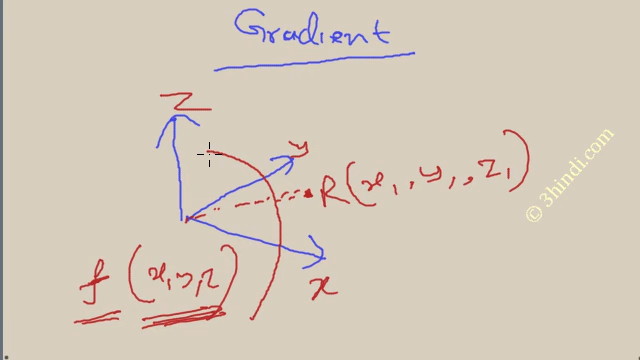 Gradient
Z
y
R(x₁, y₁, z₁)
© 3hindi.com
f (x,y,z)
x